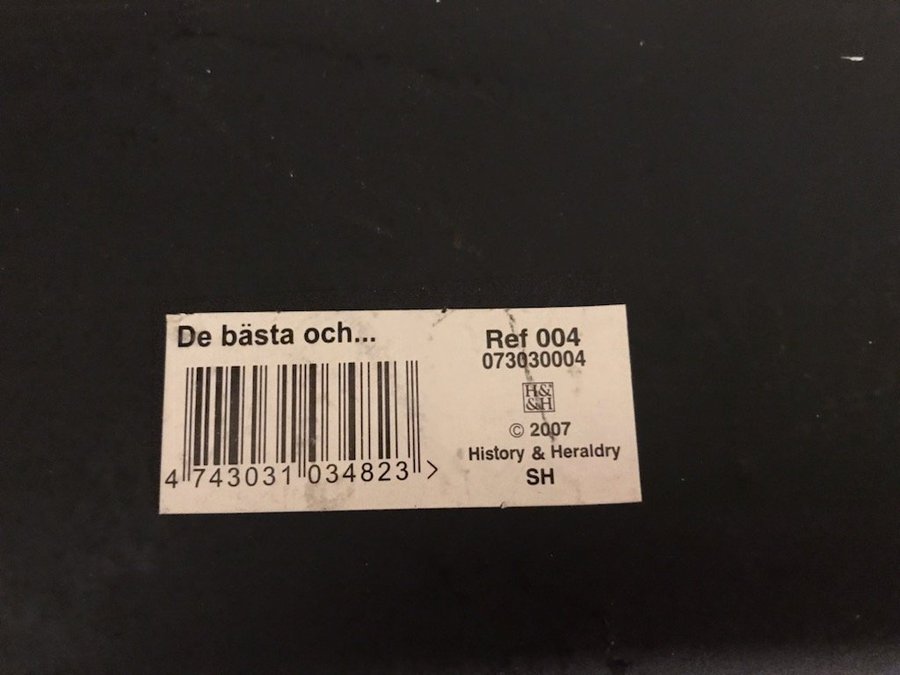 De bästa och...
4 743031 034823 >
Ref 004
073030004
H&
&H
© 2007
History & Heraldry
SH